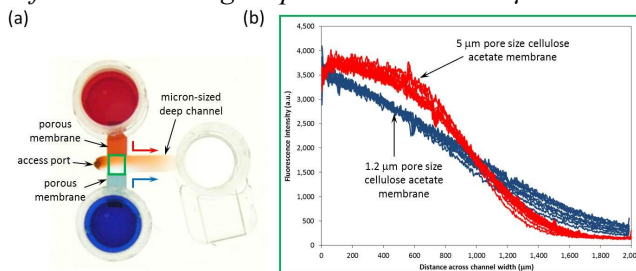 (a)
(b)
porous
membrane
access port
porous
membrane
micron-sized
deep channel
Fluorescence intensity (a.u.)
4,500
4,000
3,500
3,000
2,500
2,000
1,500
1,000
500
0
5 µm pore size cellulose
acetate membrane
1.2 µm pore size
cellulose acetate
membrane
0
200
400
600
800
1,000
1,200
1,400
1,600
1,800
2,00
Distance across channel width (µm)